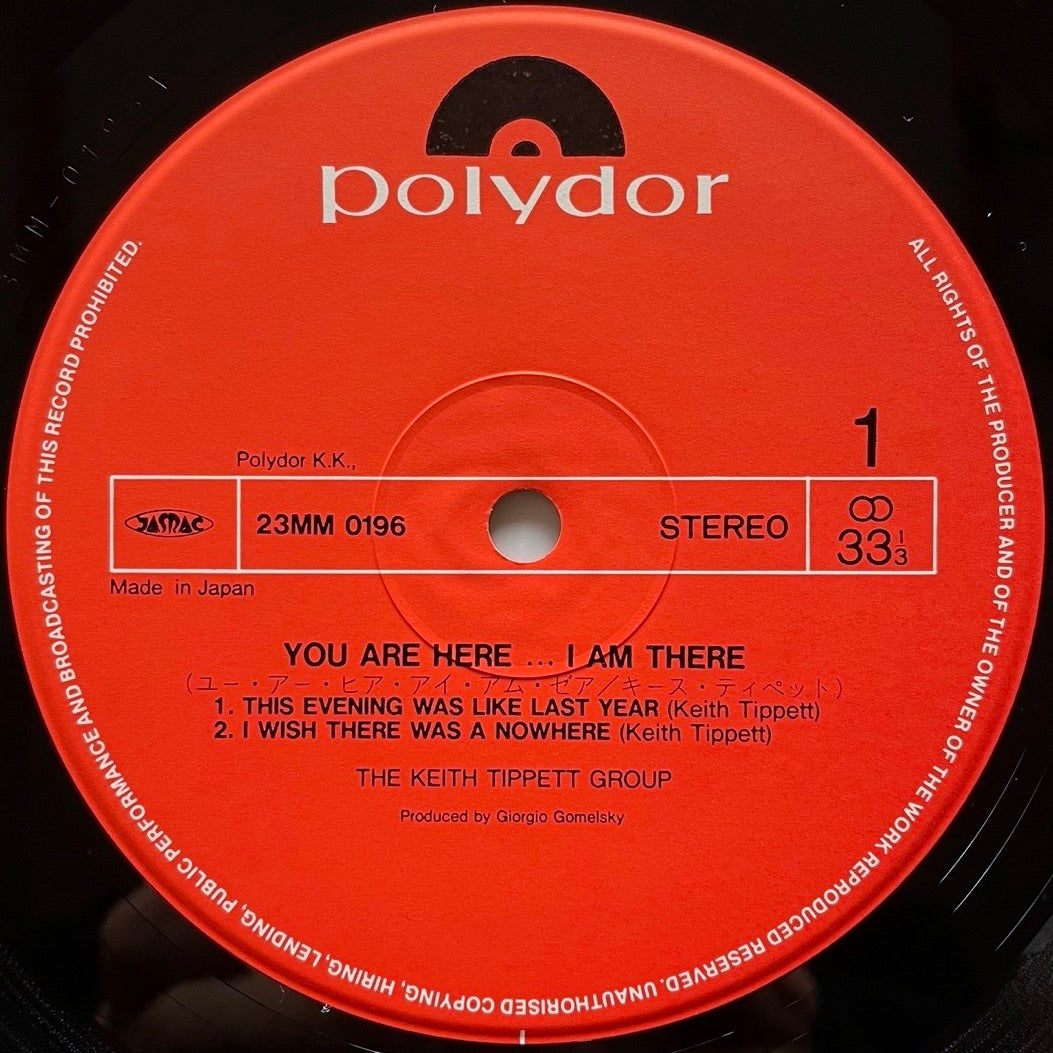 polydor
1
Polydor K.K.,
JASRAC
23MM 0196
STEREO
33 1/3
Made in Japan
YOU ARE HERE ... I AM THERE
(ユー・アー・ヒア・アイ・アム・ゼア/キース・ティペット)
1. THIS EVENING WAS LIKE LAST YEAR (Keith Tippett)
2. I WISH THERE WAS A NOWHERE (Keith Tippett)
THE KEITH TIPPETT GROUP
Produced by Giorgio Gomelsky
ALL RIGHTS OF THE PRODUCER AND OF THE OWNER OF THE WORK REPRODUCED RESERVED. UNAUTHORISED COPYING, HIRING, LENDING, PUBLIC PERFORMANCE AND BROADCASTING OF THIS RECORD PROHIBITED.